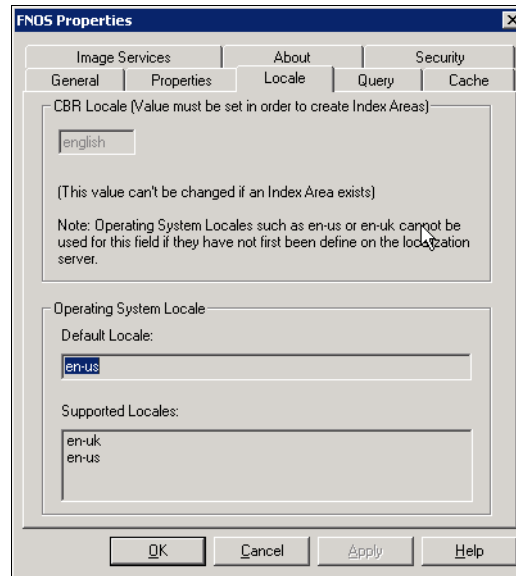 FNOS Properties
Image Services
About
Security
General
Properties
Locale
Query
Cache
CBR Locale (Value must be set in order to create Index Areas)
english
(This value can't be changed if an Index Area exists)
Note: Operating System Locales such as en-us or en-uk cannot be
used for this field if they have not first been define on the localization
server.
Operating System Locale
Default Locale:
en-us
Supported Locales:
en-uk
en-us
OK
Cancel
Apply
Help